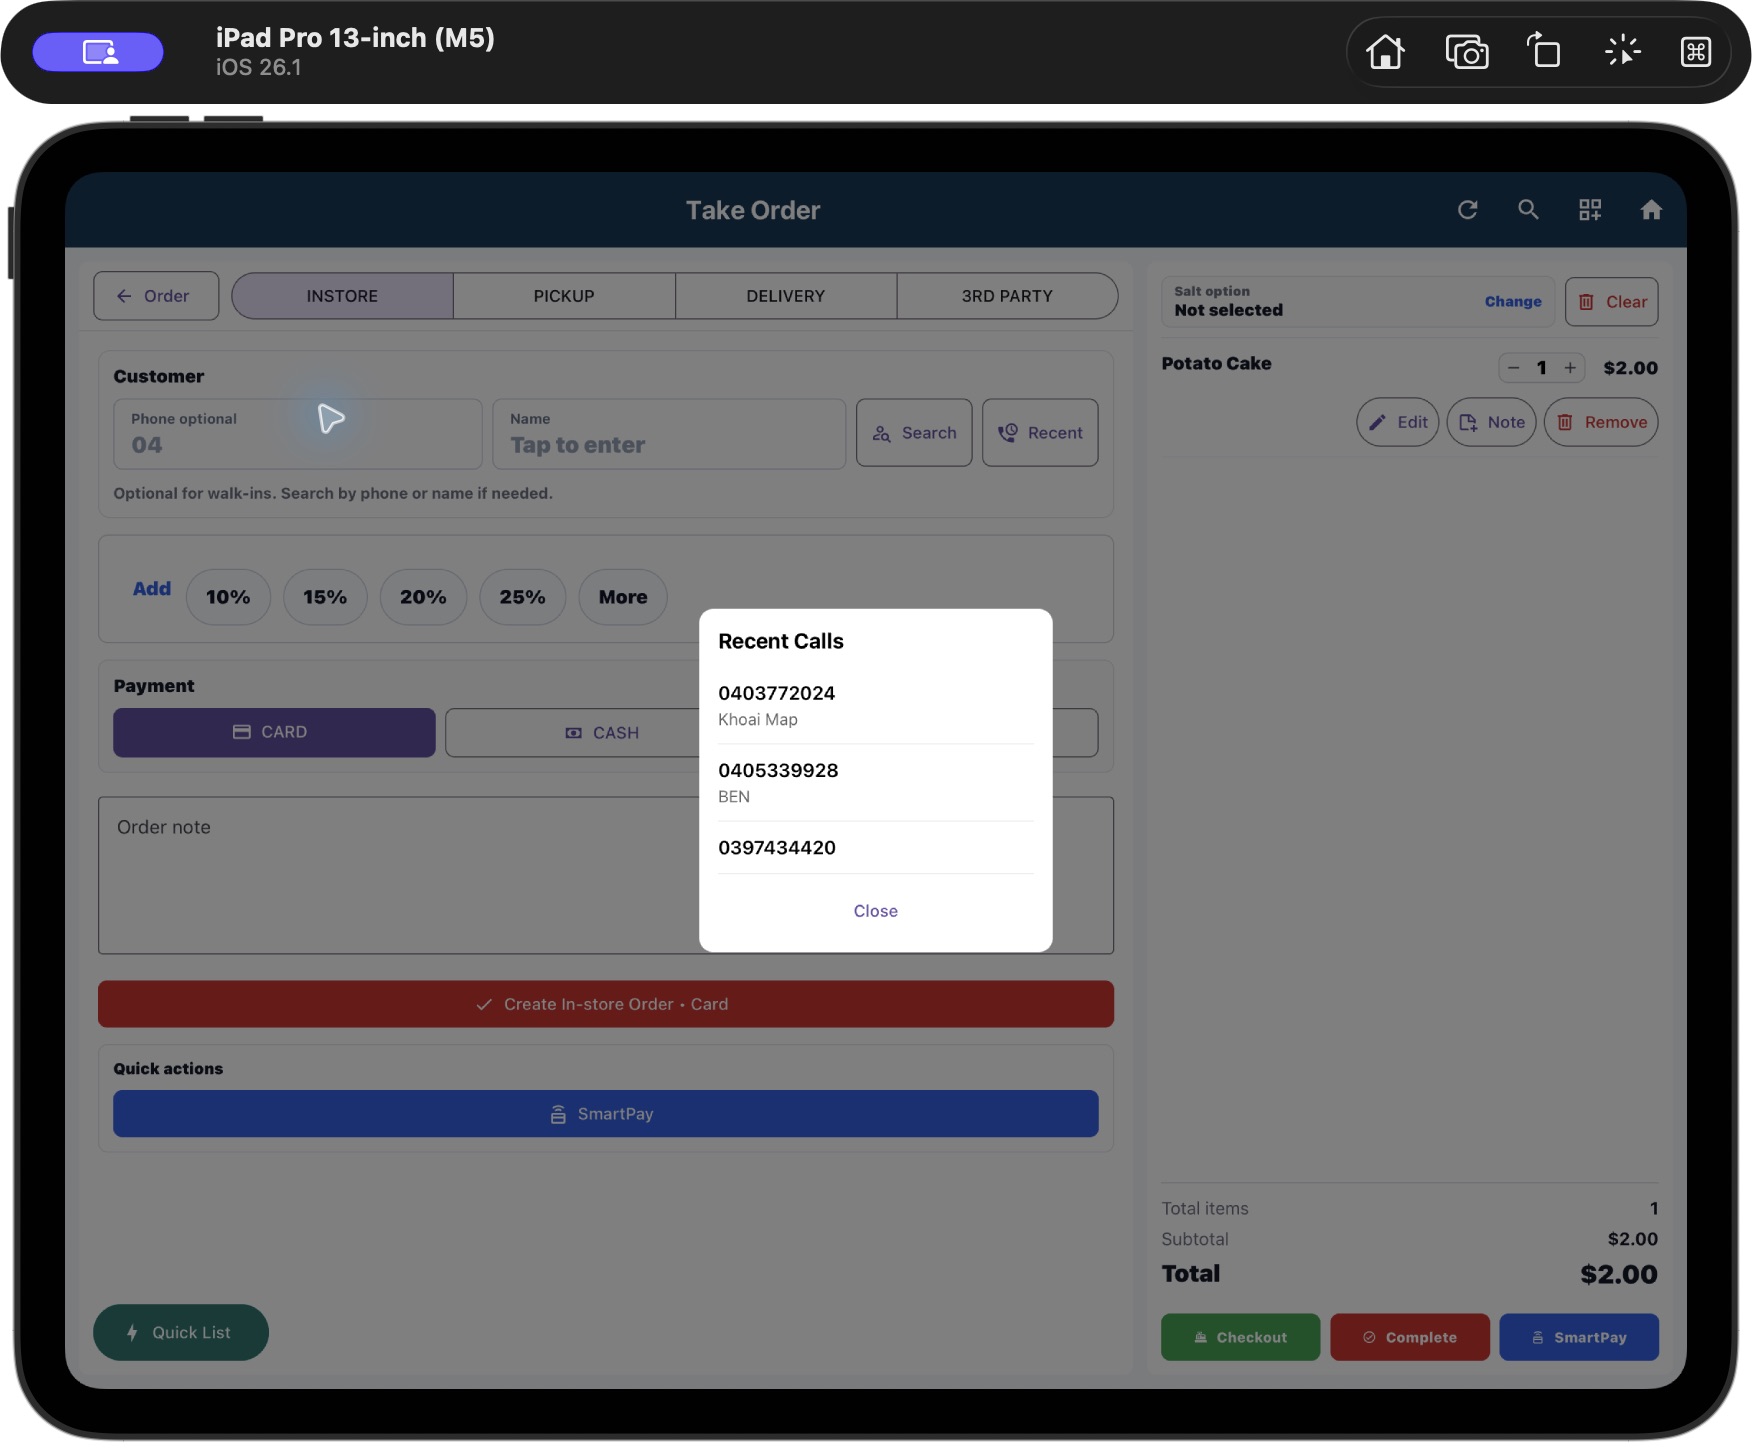 iPad Pro 13-inch (M5)
iOS 26.1
Take Order
Order
INSTORE
PICKUP
DELIVERY
3RD PARTY
Customer
Phone optional
04
Name
Tap to enter
Search
Recent
Optional for walk-ins. Search by phone or name if needed.
Add
10%
15%
20%
25%
More
Payment
CARD
CASH
Order note
Create In-store Order • Card
Quick actions
SmartPay
Quick List
Recent Calls
0403772024
Khoai Map
0405339928
BEN
0397434420
Close
Salt option
Not selected
Change
Clear
Potato Cake
− 1 + $2.00
Edit
Note
Remove
Total items 1
Subtotal $2.00
Total $2.00
Checkout
Complete
SmartPay